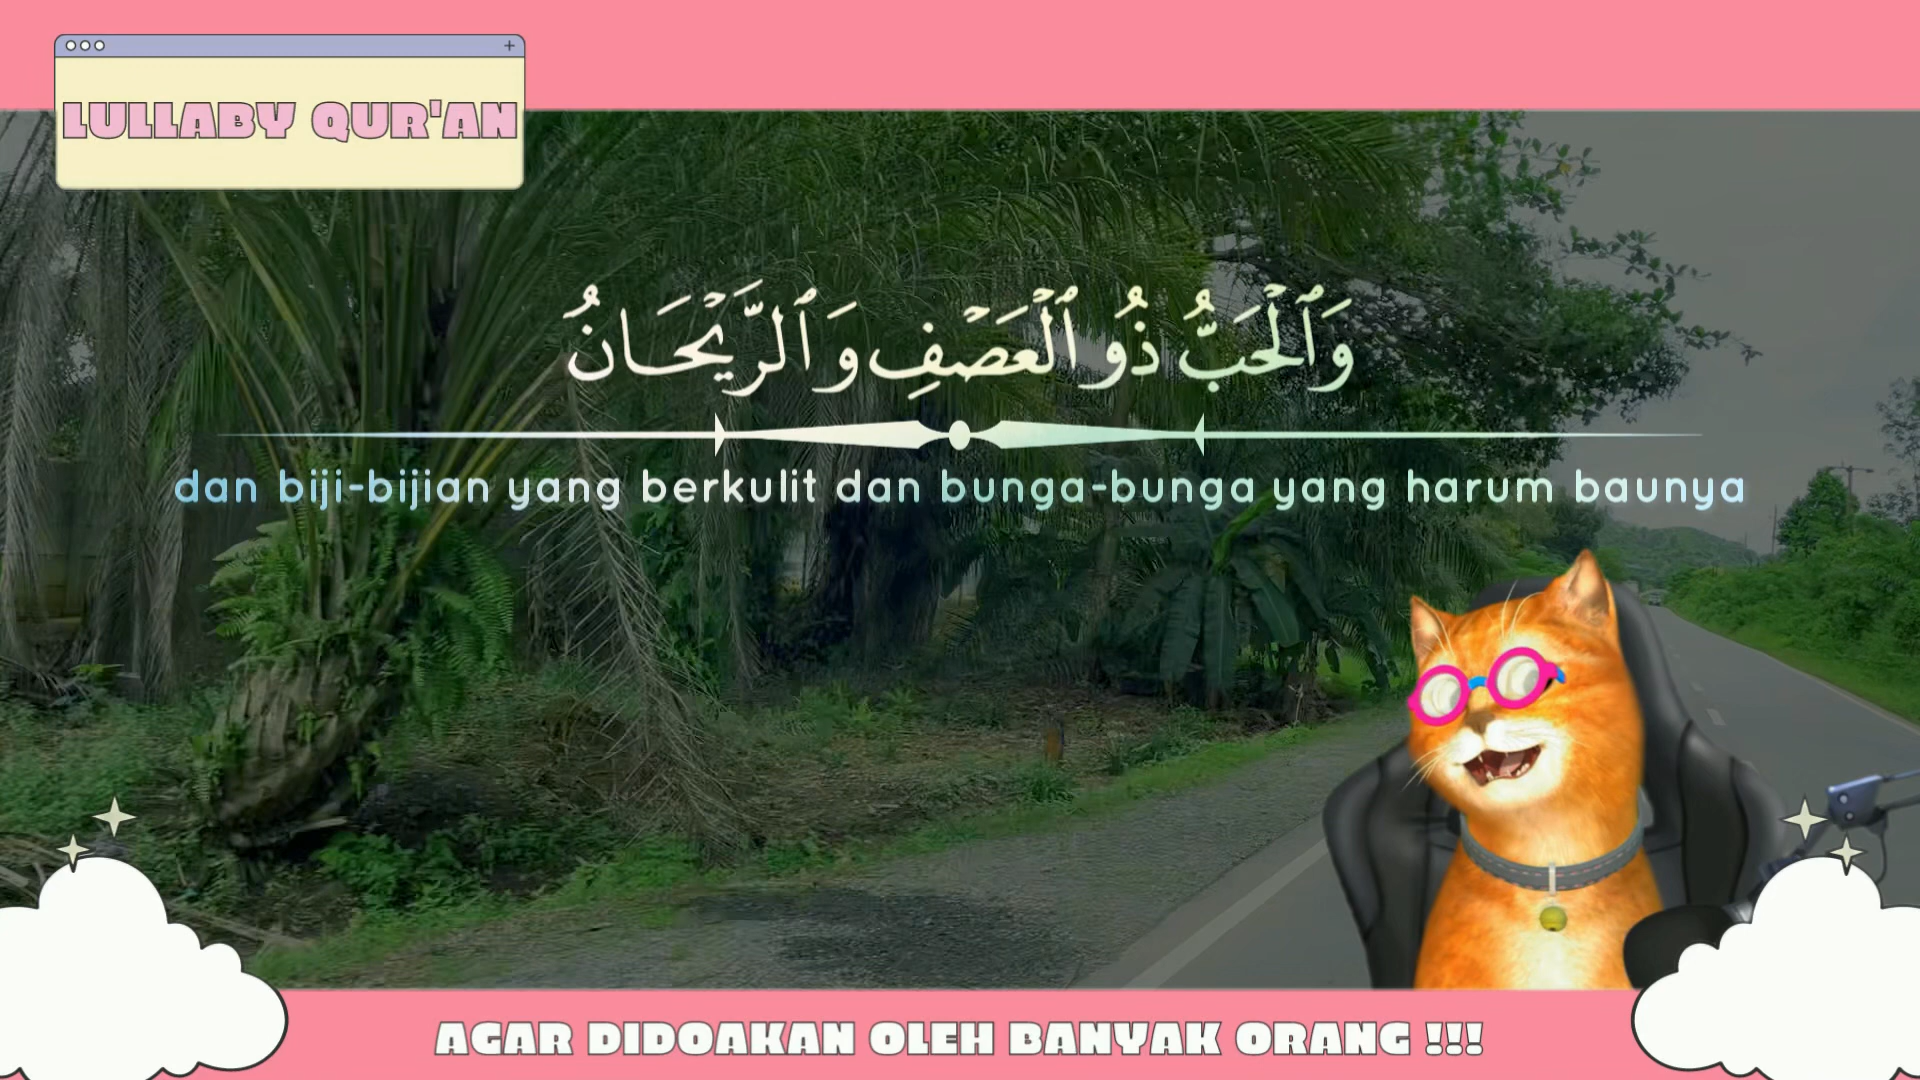 LULLABY QUR'AN
وَٱلْحَبُّ ذُو ٱلْعَصْفِ وَٱلرَّيْحَانُ
dan biji-bijian yang berkulit dan bunga-bunga yang harum baunya
AGAR DIDOAKAN OLEH BANYAK ORANG !!!